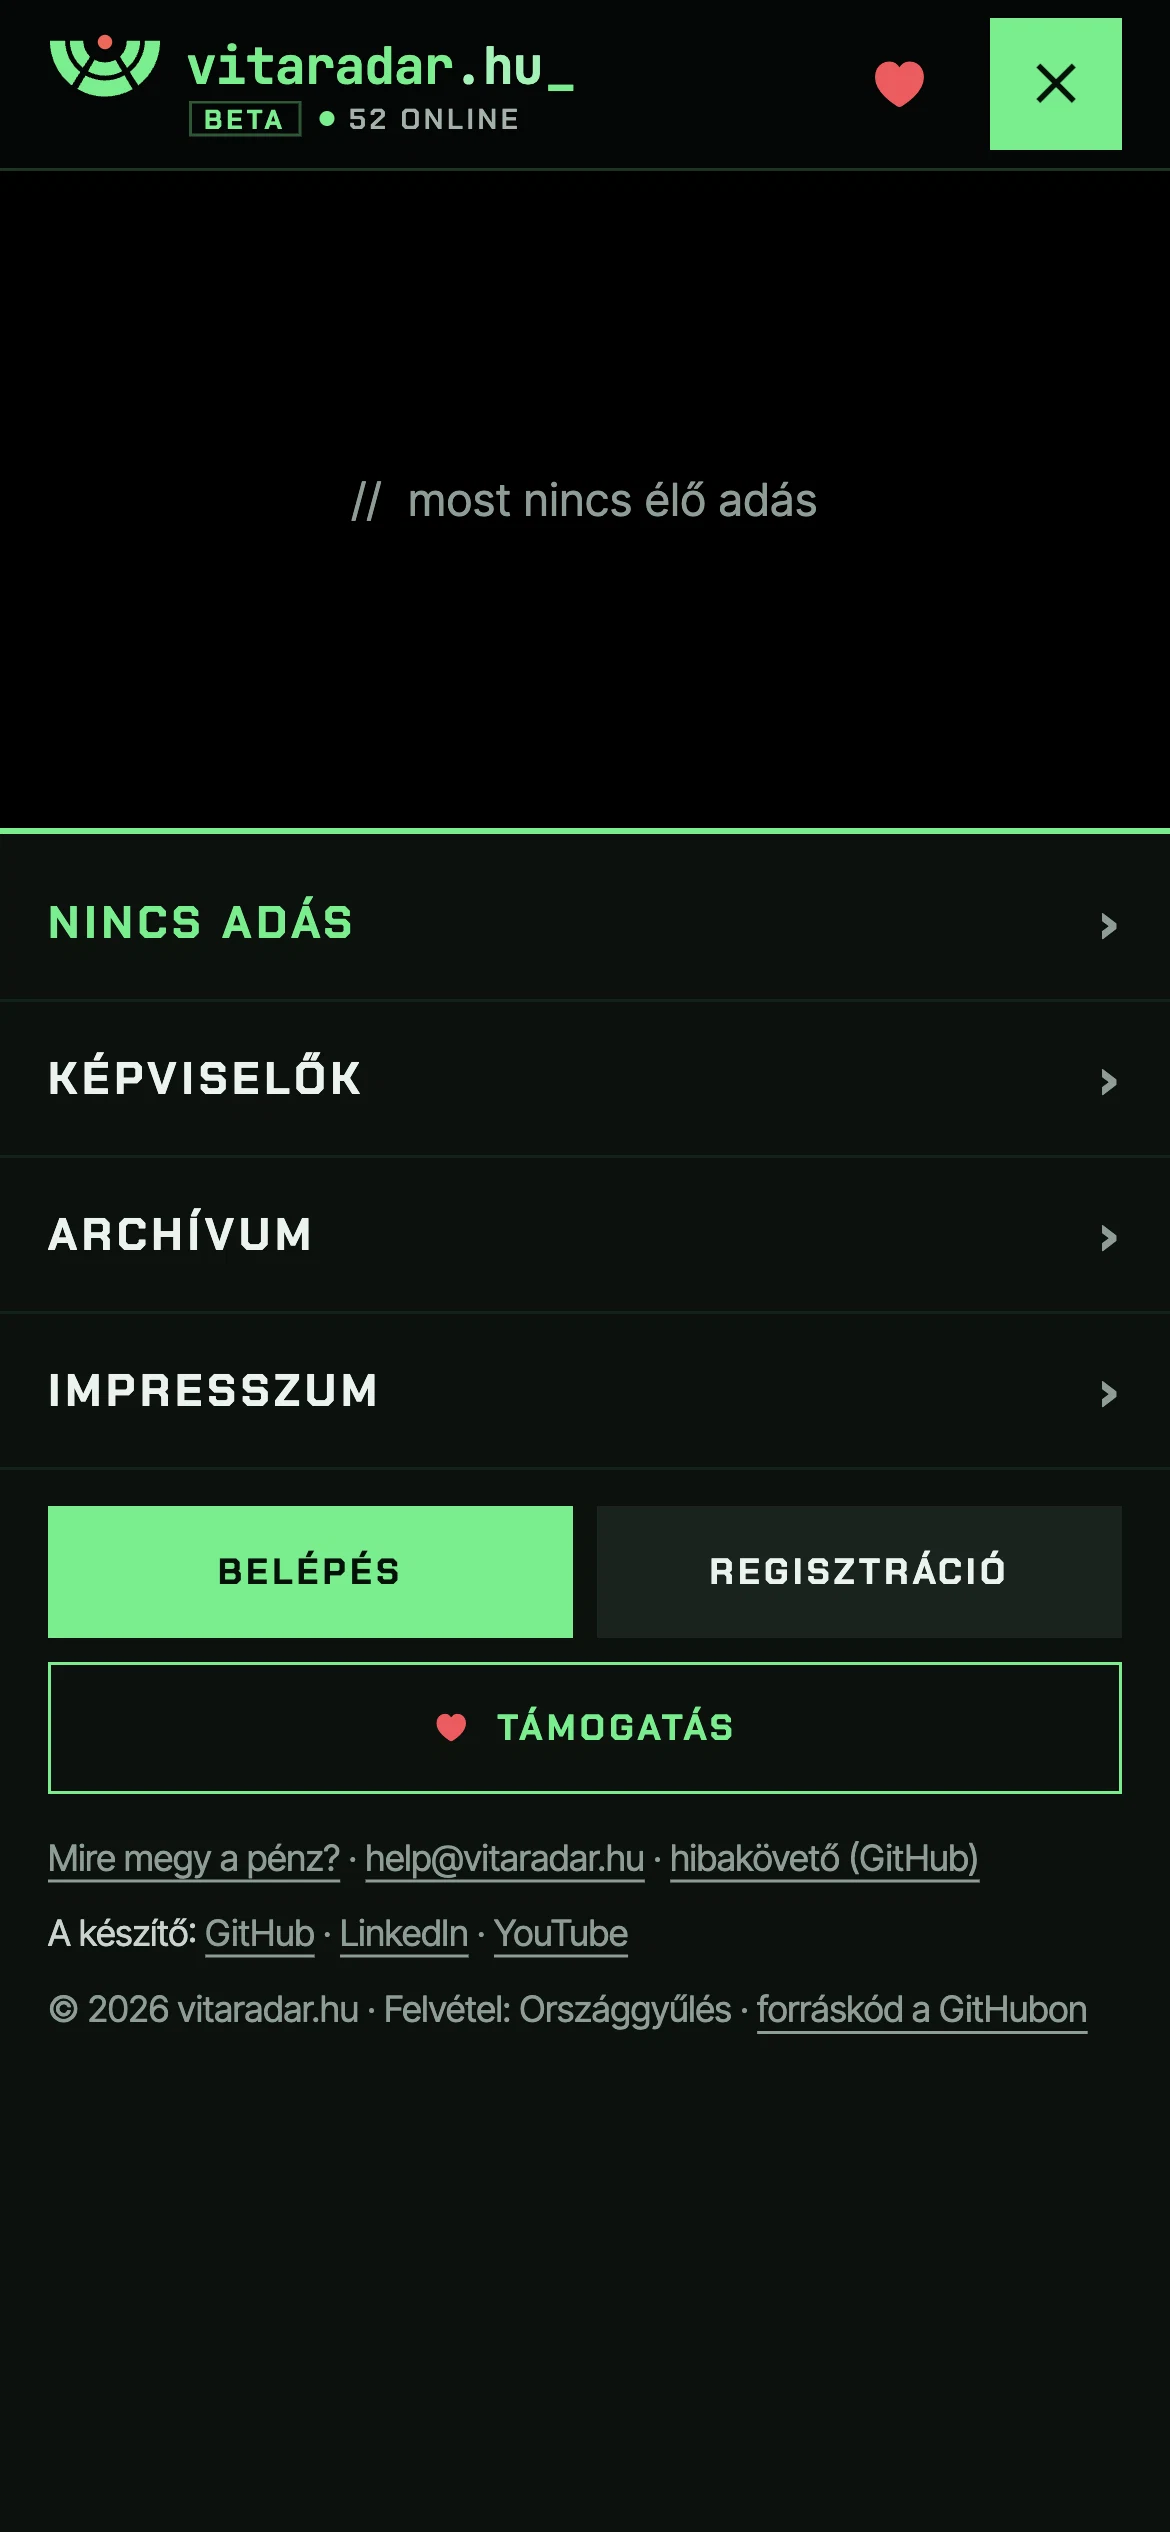 vitaradar.hu_
BETA 52 ONLINE
// most nincs élő adás
NINCS ADÁS
KÉPVISELŐK
ARCHÍVUM
IMPRESSZUM
BELÉPÉS REGISZTRÁCIÓ
TÁMOGATÁS
Mire megy a pénz? · help@vitaradar.hu · hibakövető (GitHub)
A készítő: GitHub · LinkedIn · YouTube
© 2026 vitaradar.hu · Felvétel: Országgyűlés · forráskód a GitHubon